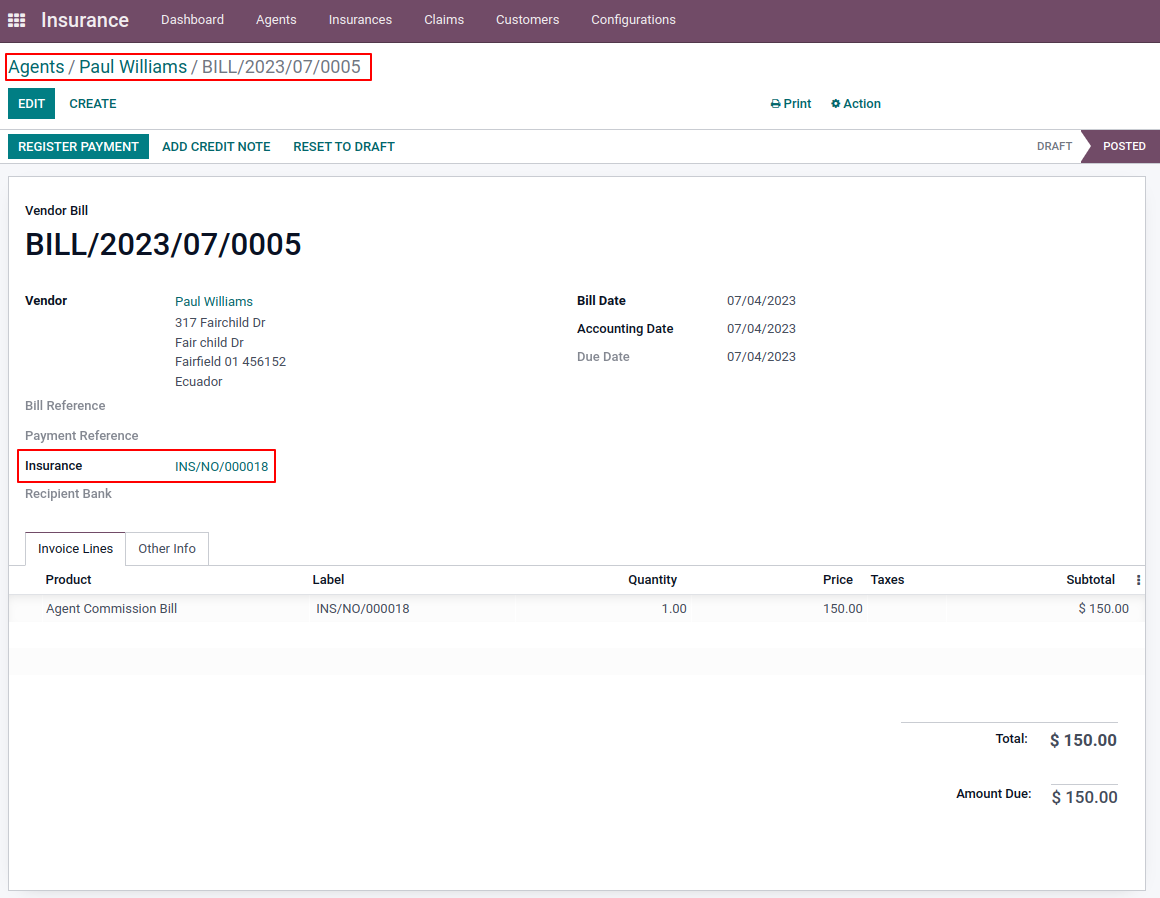 Insurance Dashboard Agents Insurances Claims Customers Configurations
Agents / Paul Williams / BILL/2023/07/0005
EDIT CREATE Print Action
REGISTER PAYMENT ADD CREDIT NOTE RESET TO DRAFT DRAFT POSTED
Vendor Bill
BILL/2023/07/0005
Vendor Paul Williams Bill Date 07/04/2023
317 Fairchild Dr Accounting Date 07/04/2023
Fair child Dr Due Date 07/04/2023
Fairfield 01 456152
Ecuador
Bill Reference
Payment Reference
Insurance INS/NO/000018
Recipient Bank
Invoice Lines Other Info
Product Label Quantity Price Taxes Subtotal
Agent Commission Bill INS/NO/000018 1.00 150.00 $ 150.00
Total: $ 150.00
Amount Due: $ 150.00